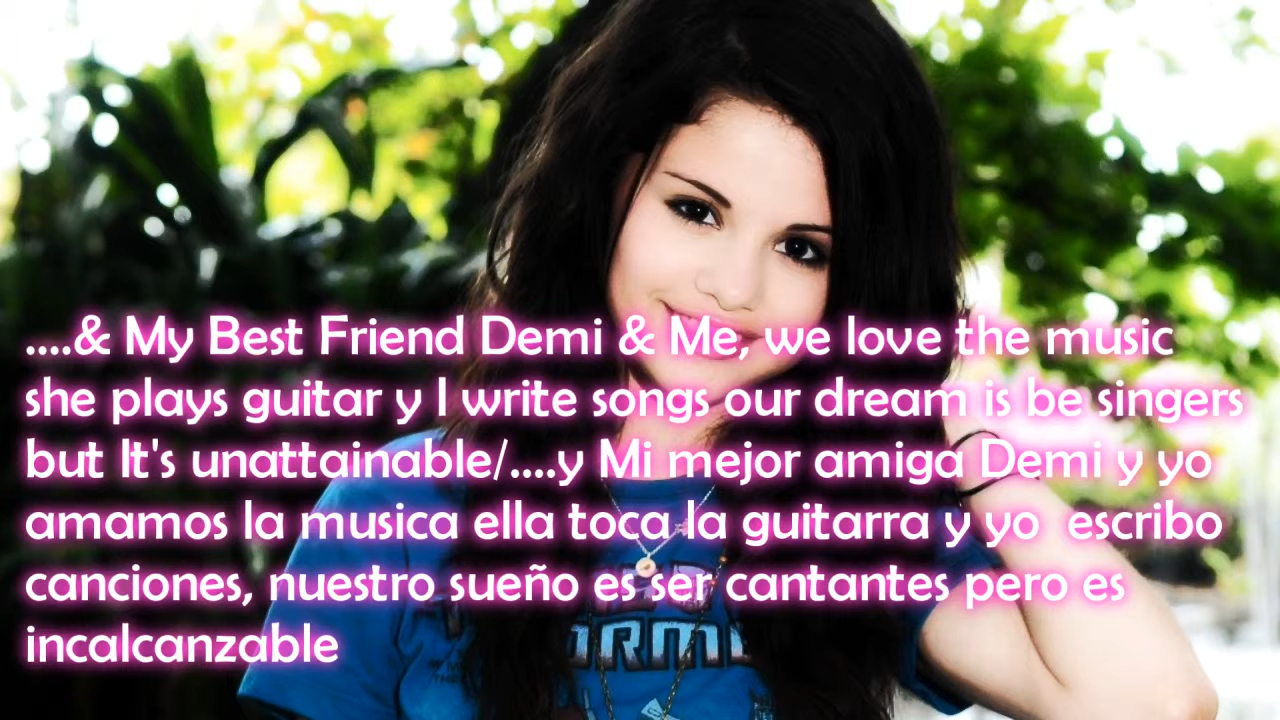 ....& My Best Friend Demi & Me, we love the music
she plays guitar y I write songs our dream is be singers
but It's unattainable/....y Mi mejor amiga Demi y yo
amamos la musica ella toca la guitarra y yo  escribo
canciones, nuestro sueño es ser cantantes pero es
incalcanzable